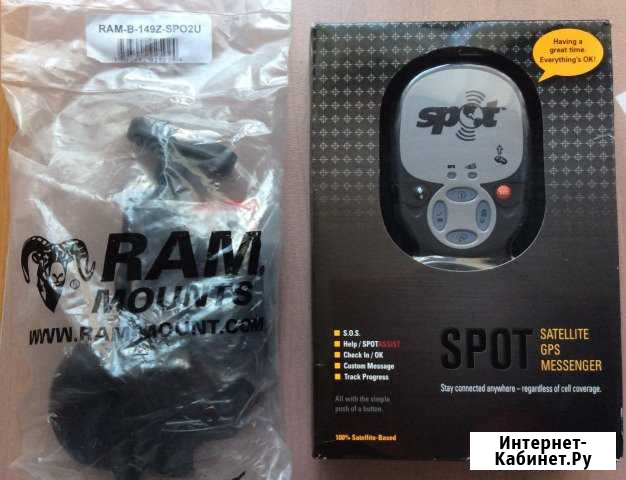 RAM-B-149Z-SPO2U
RAM
MOUNTS
WWW.RAM-MOUNT.COM
Having a
great time.
Everything's OK!
spot
GPS
S.O.S.
Help / SPOTASSIST
Check In / OK
Custom Message
Track Progress
All with the simple
push of a button.
100% Satellite-Based
SPOT
SATELLITE
GPS
MESSENGER
Stay connected anywhere – regardless of cell coverage.
Интернет-
Кабинет.Ру